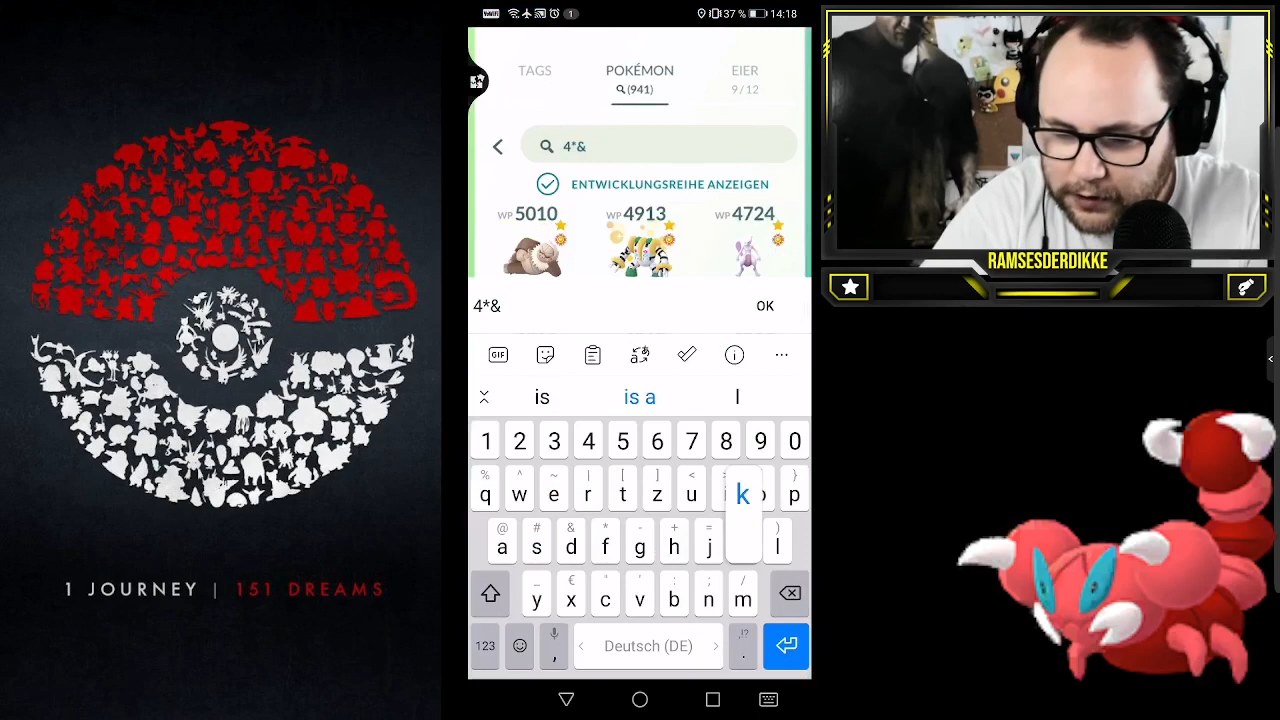 1 JOURNEY | 151 DREAMS
1
37 %
14:18
TAGS
POKÉMON
EIER
(941)
9/12
4*&
ENTWICKLUNGSREIHE ANZEIGEN
WP 5010
WP 4913
WP 4724
4*&
OK
GIF
is
is a
l
1 2 3 4 5 6 7 8 9 0
% ^ ~ | [ ] < }
q w e r t z u k p
@ # & * - + = )
a s d f g h j l
_ € " ' : ; /
y x c v b n m
123
,
Deutsch (DE)
,!?
.
RAMSESDERDIKKE